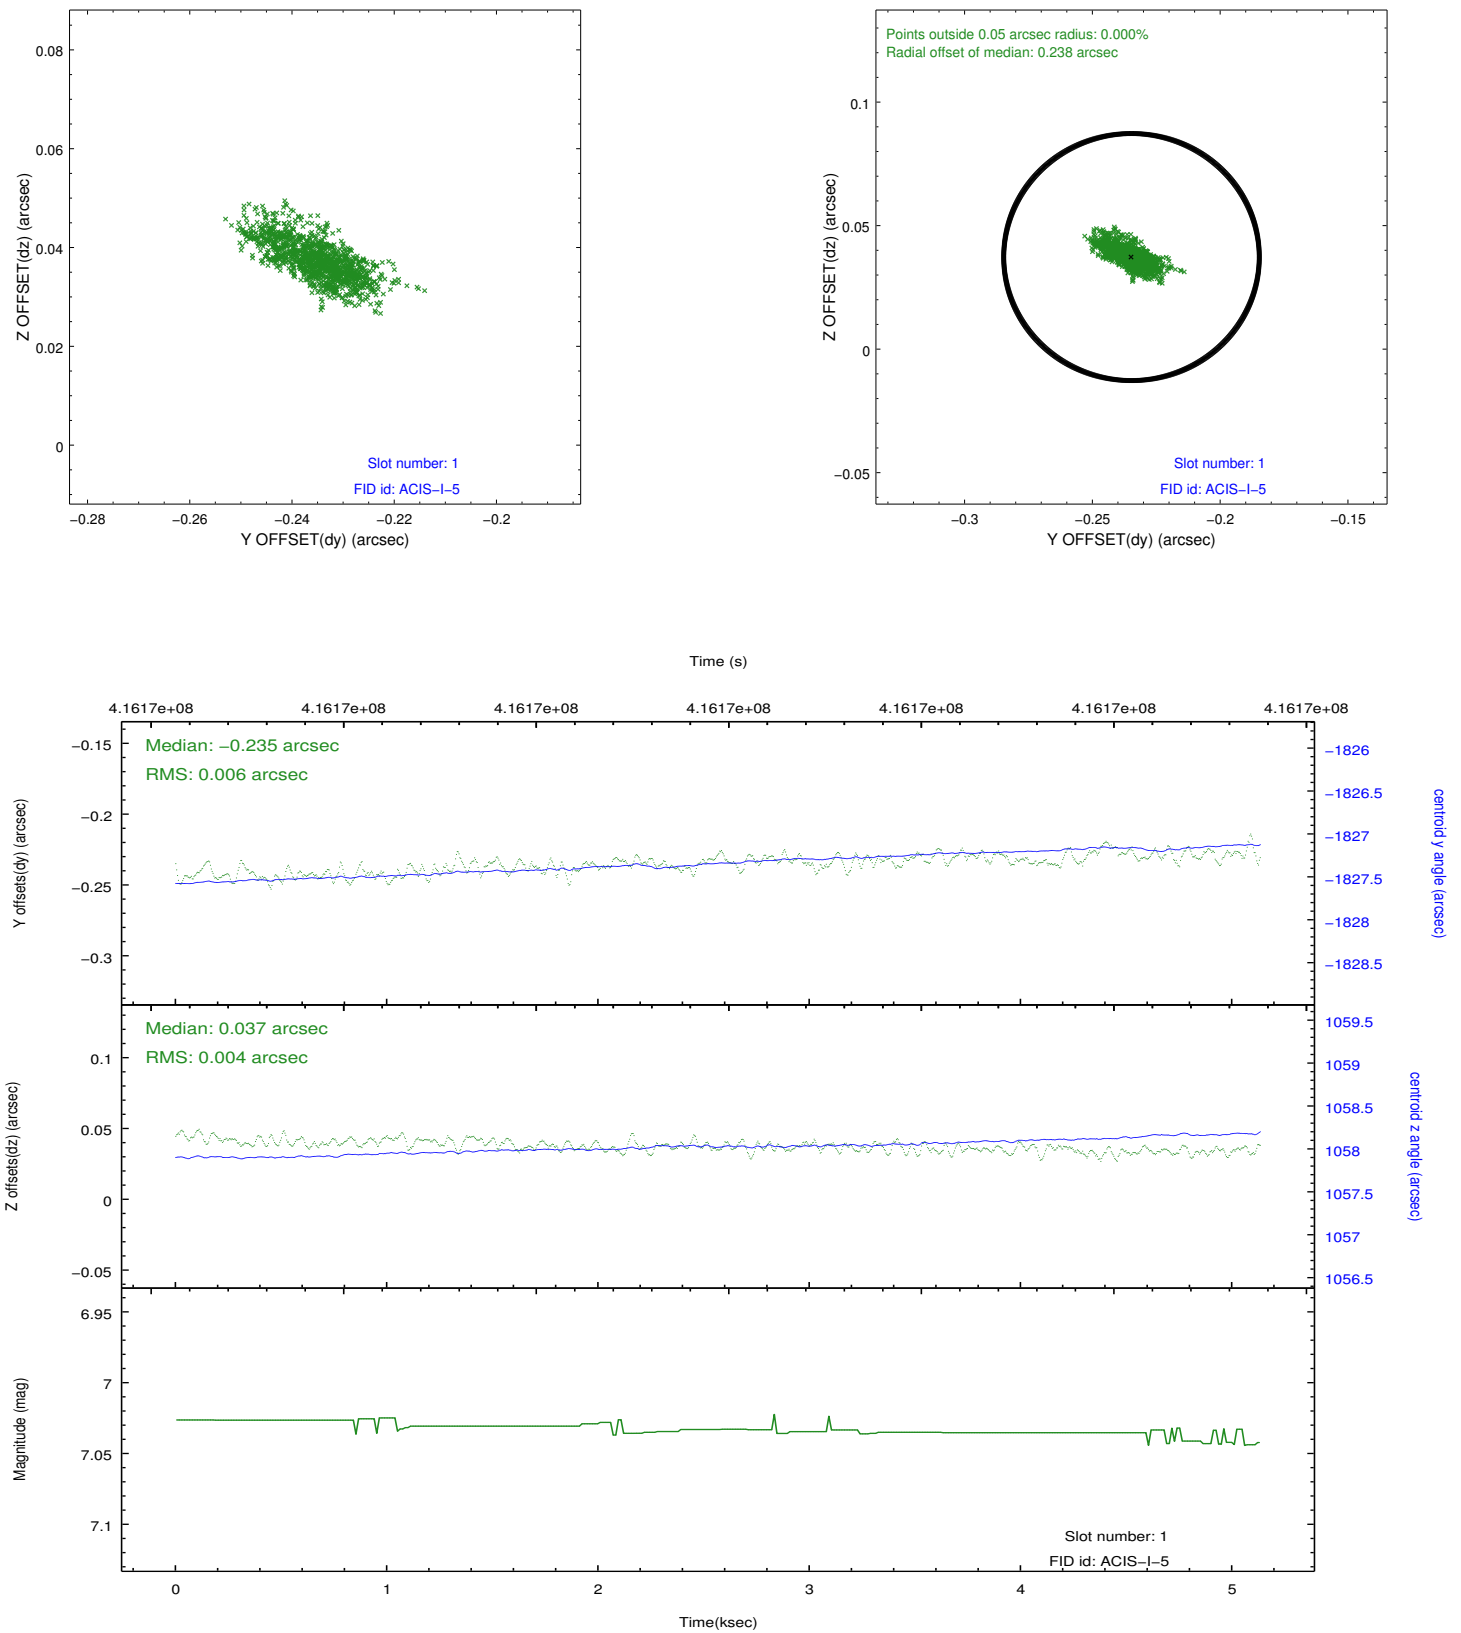 0.08
0.06
0.04
0.02
0
Z OFFSET(dz) (arcsec)
Slot number: 1
FID id: ACIS−I−5
−0.28 −0.26 −0.24 −0.22 −0.2
Y OFFSET(dy) (arcsec)
Points outside 0.05 arcsec radius: 0.000%
Radial offset of median: 0.238 arcsec
0.1
0.05
0
−0.05
Z OFFSET(dz) (arcsec)
Slot number: 1
FID id: ACIS−I−5
−0.3 −0.25 −0.2 −0.15
Y OFFSET(dy) (arcsec)
Time (s)
4.1617e+08 4.1617e+08 4.1617e+08 4.1617e+08 4.1617e+08 4.1617e+08 4.1617e+08
Median: −0.235 arcsec
RMS: 0.006 arcsec
−0.15
−0.2
−0.25
−0.3
Y offsets(dy) (arcsec)
−1826
−1826.5
−1827
−1827.5
−1828
−1828.5
centroid y angle (arcsec)
Median: 0.037 arcsec
RMS: 0.004 arcsec
0.1
0.05
0
−0.05
Z offsets(dz) (arcsec)
1059.5
1059
1058.5
1058
1057.5
1057
1056.5
centroid z angle (arcsec)
6.95
7
7.05
7.1
Magnitude (mag)
Slot number: 1
FID id: ACIS−I−5
0 1 2 3 4 5
Time(ksec)